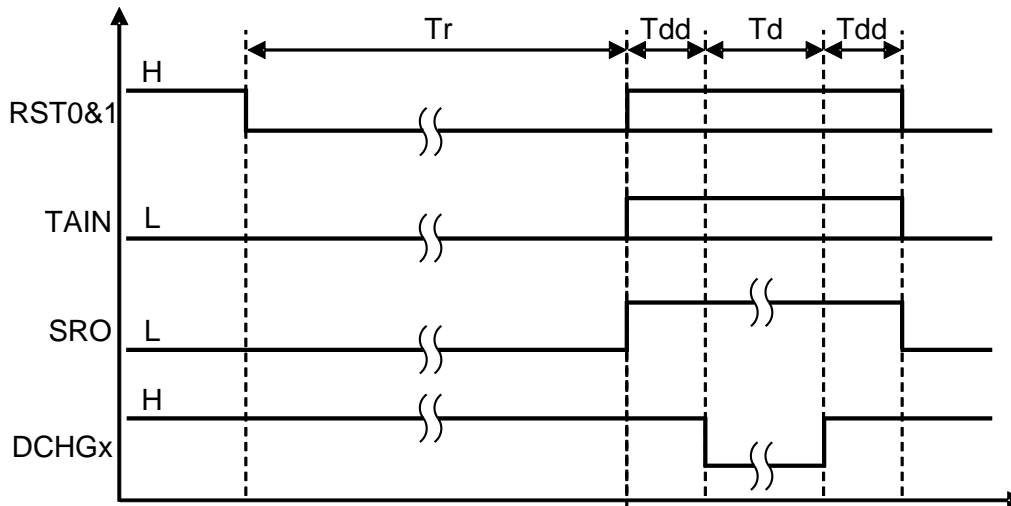 Tr Tdd Td Tdd
H
RST0&1
TAIN L
SRO L
H
DCHGx